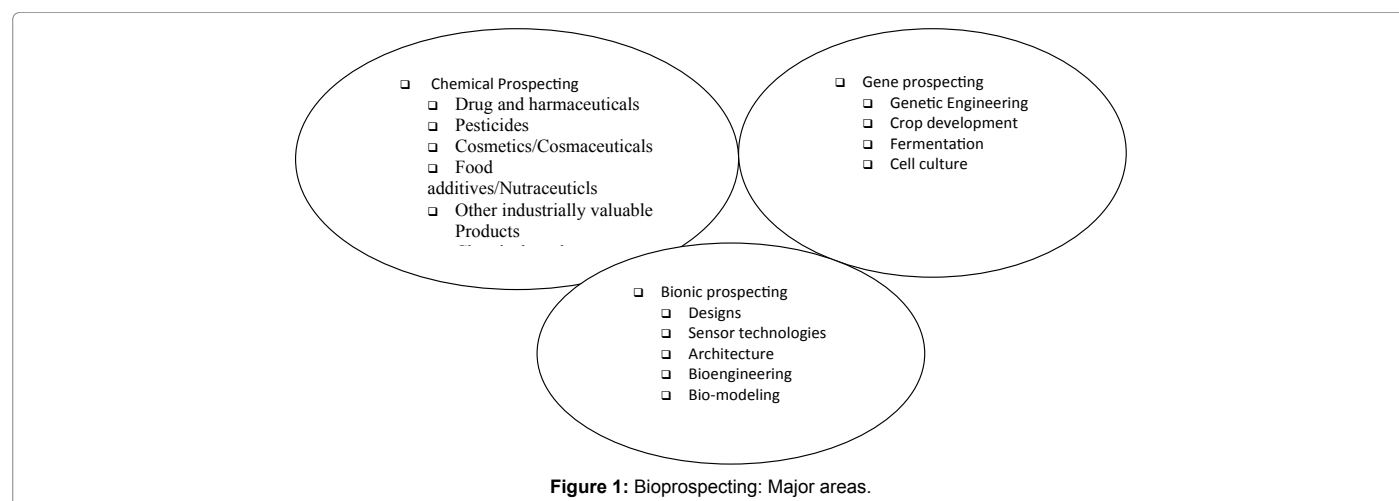 ❑ Chemical Prospecting
❑ Drug and harmaceuticals
❑ Pesticides
❑ Cosmetics/Cosmaceuticals
❑ Food
additives/Nutraceuticls
❑ Other industrially valuable
Products
❑ Gene prospecting
❑ Genetic Engineering
❑ Crop development
❑ Fermentation
❑ Cell culture
❑ Bionic prospecting
❑ Designs
❑ Sensor technologies
❑ Architecture
❑ Bioengineering
❑ Bio-modeling
Figure 1: Bioprospecting: Major areas.